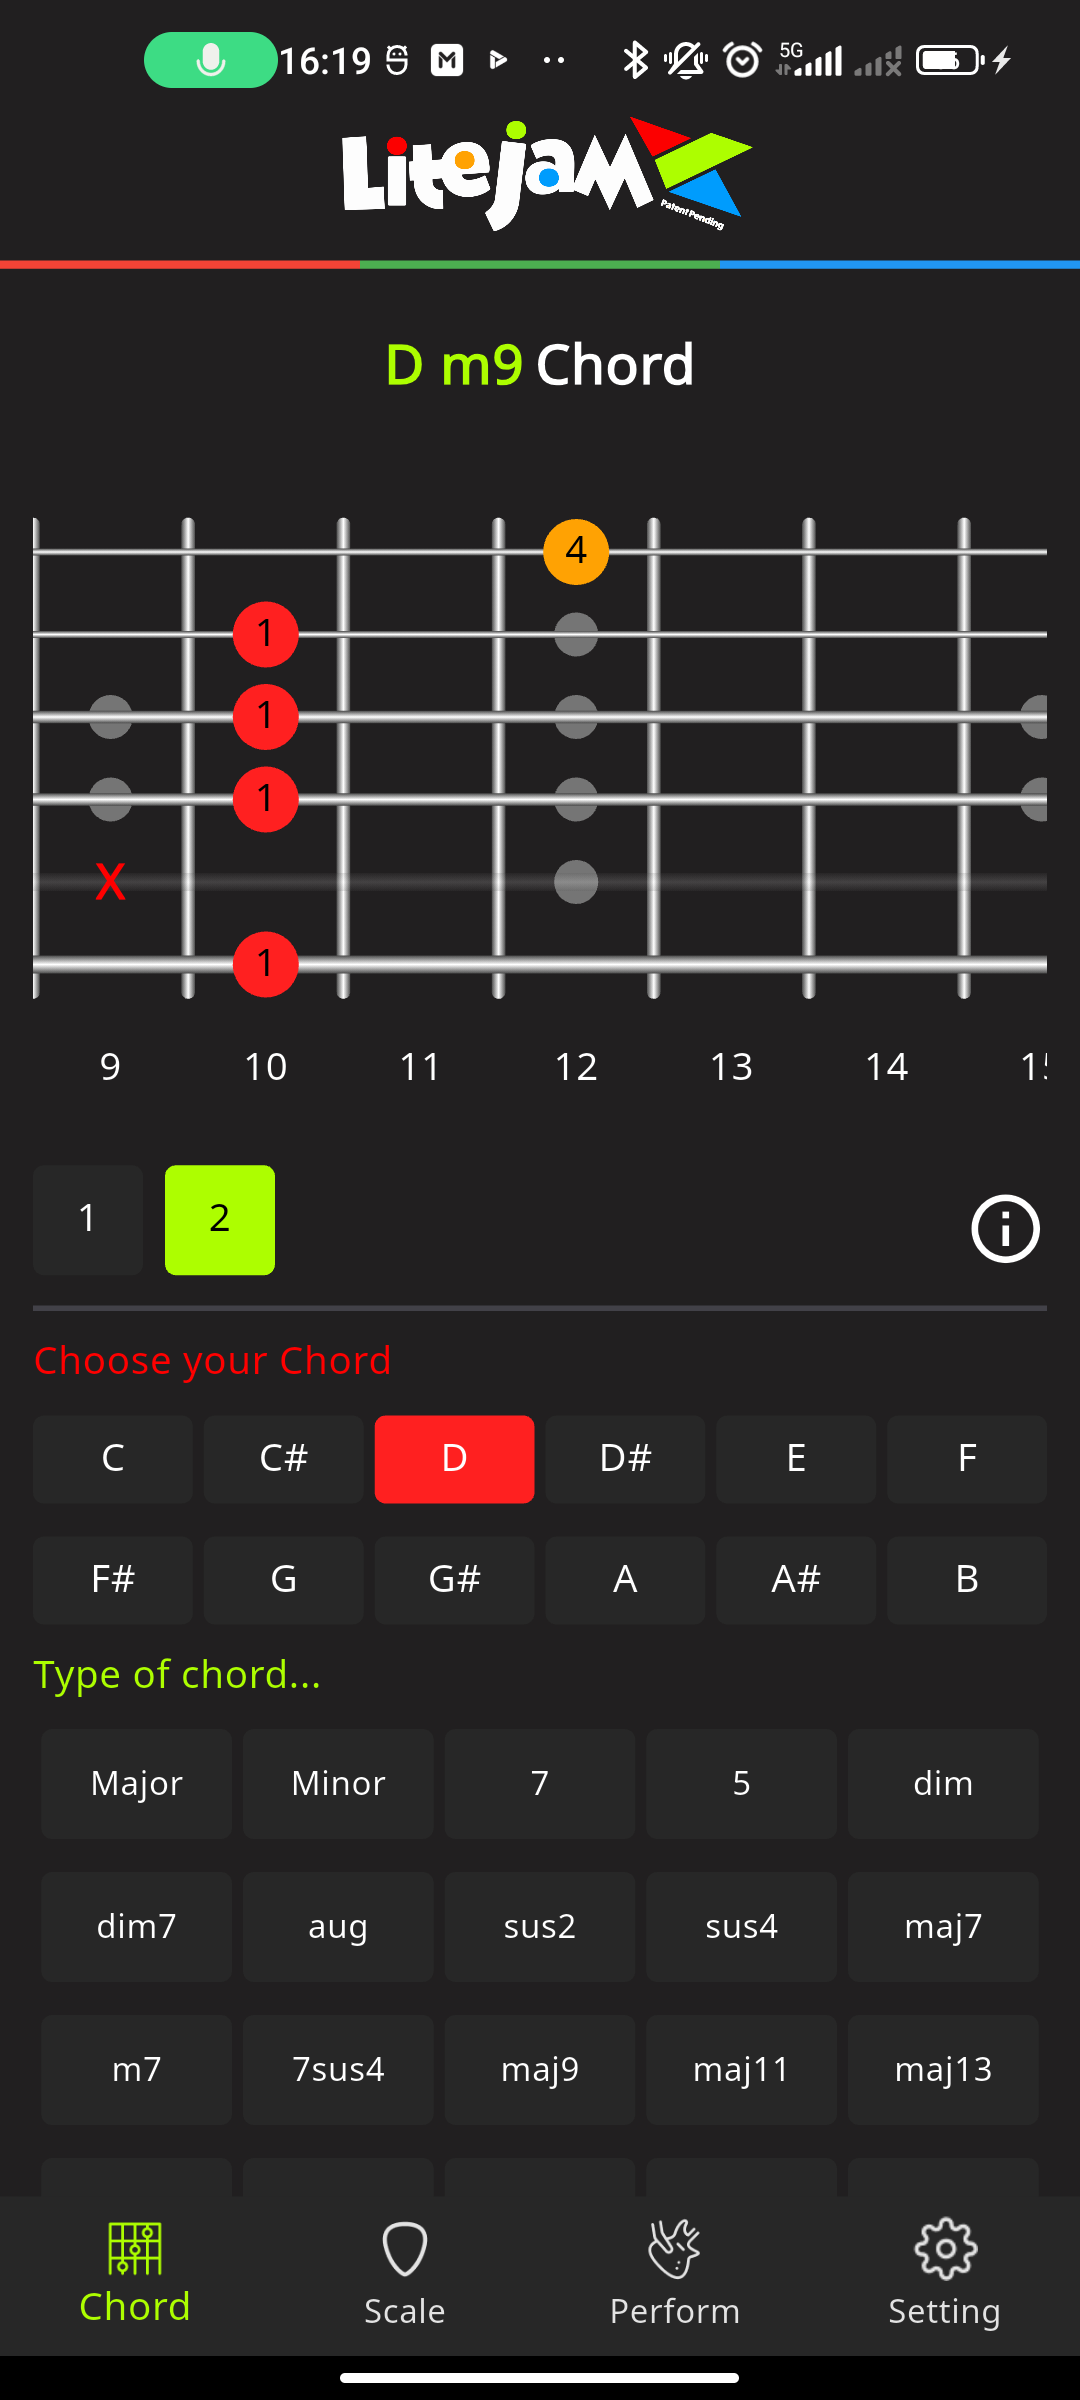 16:19 5G
LitejaM
Patent Pending
D m9 Chord
4
1
1
1
X
1
9 10 11 12 13 14
1 2
Choose your Chord
C C# D D# E F
F# G G# A A# B
Type of chord...
Major Minor 7 5 dim
dim7 aug sus2 sus4 maj7
m7 7sus4 maj9 maj11 maj13
Chord Scale Perform Setting